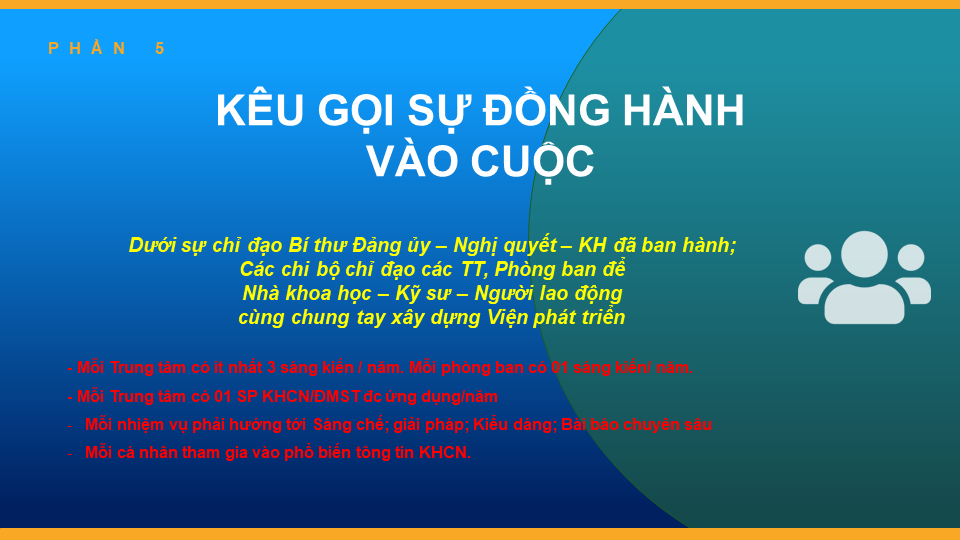 PHẦN 5
KÊU GỌI SỰ ĐỒNG HÀNH
VÀO CUỘC
Dưới sự chỉ đạo Bí thư Đảng ủy – Nghị quyết – KH đã ban hành;
Các chi bộ chỉ đạo các TT, Phòng ban để
Nhà khoa học – Kỹ sư – Người lao động
cùng chung tay xây dựng Viện phát triển
- Mỗi Trung tâm có ít nhất 3 sáng kiến / năm. Mỗi phòng ban có 01 sáng kiến/ năm.
- Mỗi Trung tâm có 01 SP KHCN/ĐMST đc ứng dụng/năm
- Mỗi nhiệm vụ phải hướng tới Sáng chế; giải pháp; Kiểu dáng; Bài báo chuyên sâu
- Mỗi cá nhân tham gia vào phổ biến tông tin KHCN.